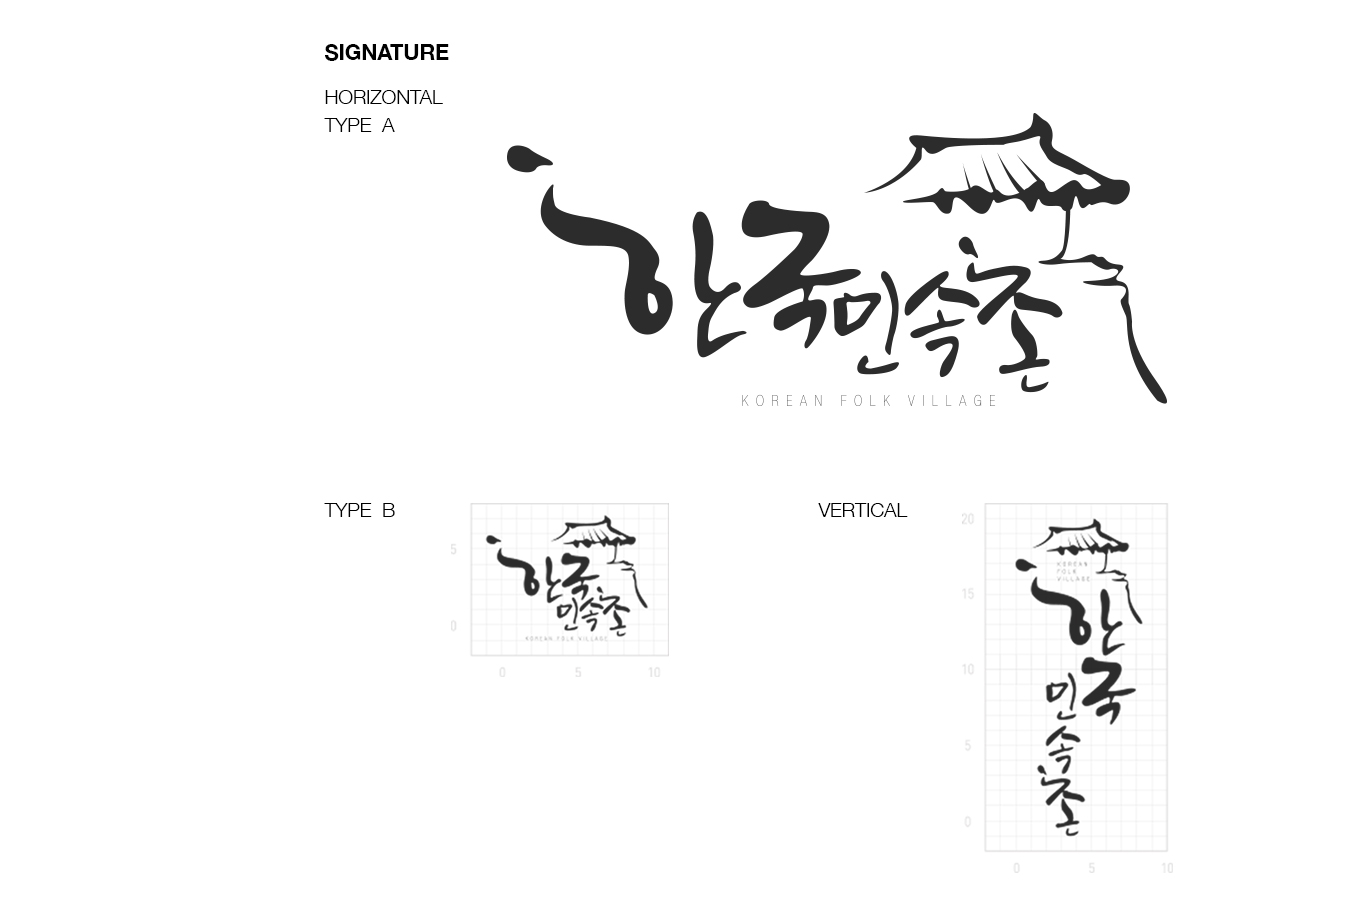 SIGNATURE
HORIZONTAL
TYPE A
한국민속촌
KOREAN FOLK VILLAGE
TYPE B
5
0
0 5 10
한국
민속촌
KOREAN FOLK VILLAGE
VERTICAL
20
15
10
5
0
0 5 10
KOREAN
FOLK
VILLAGE
한국
민속촌